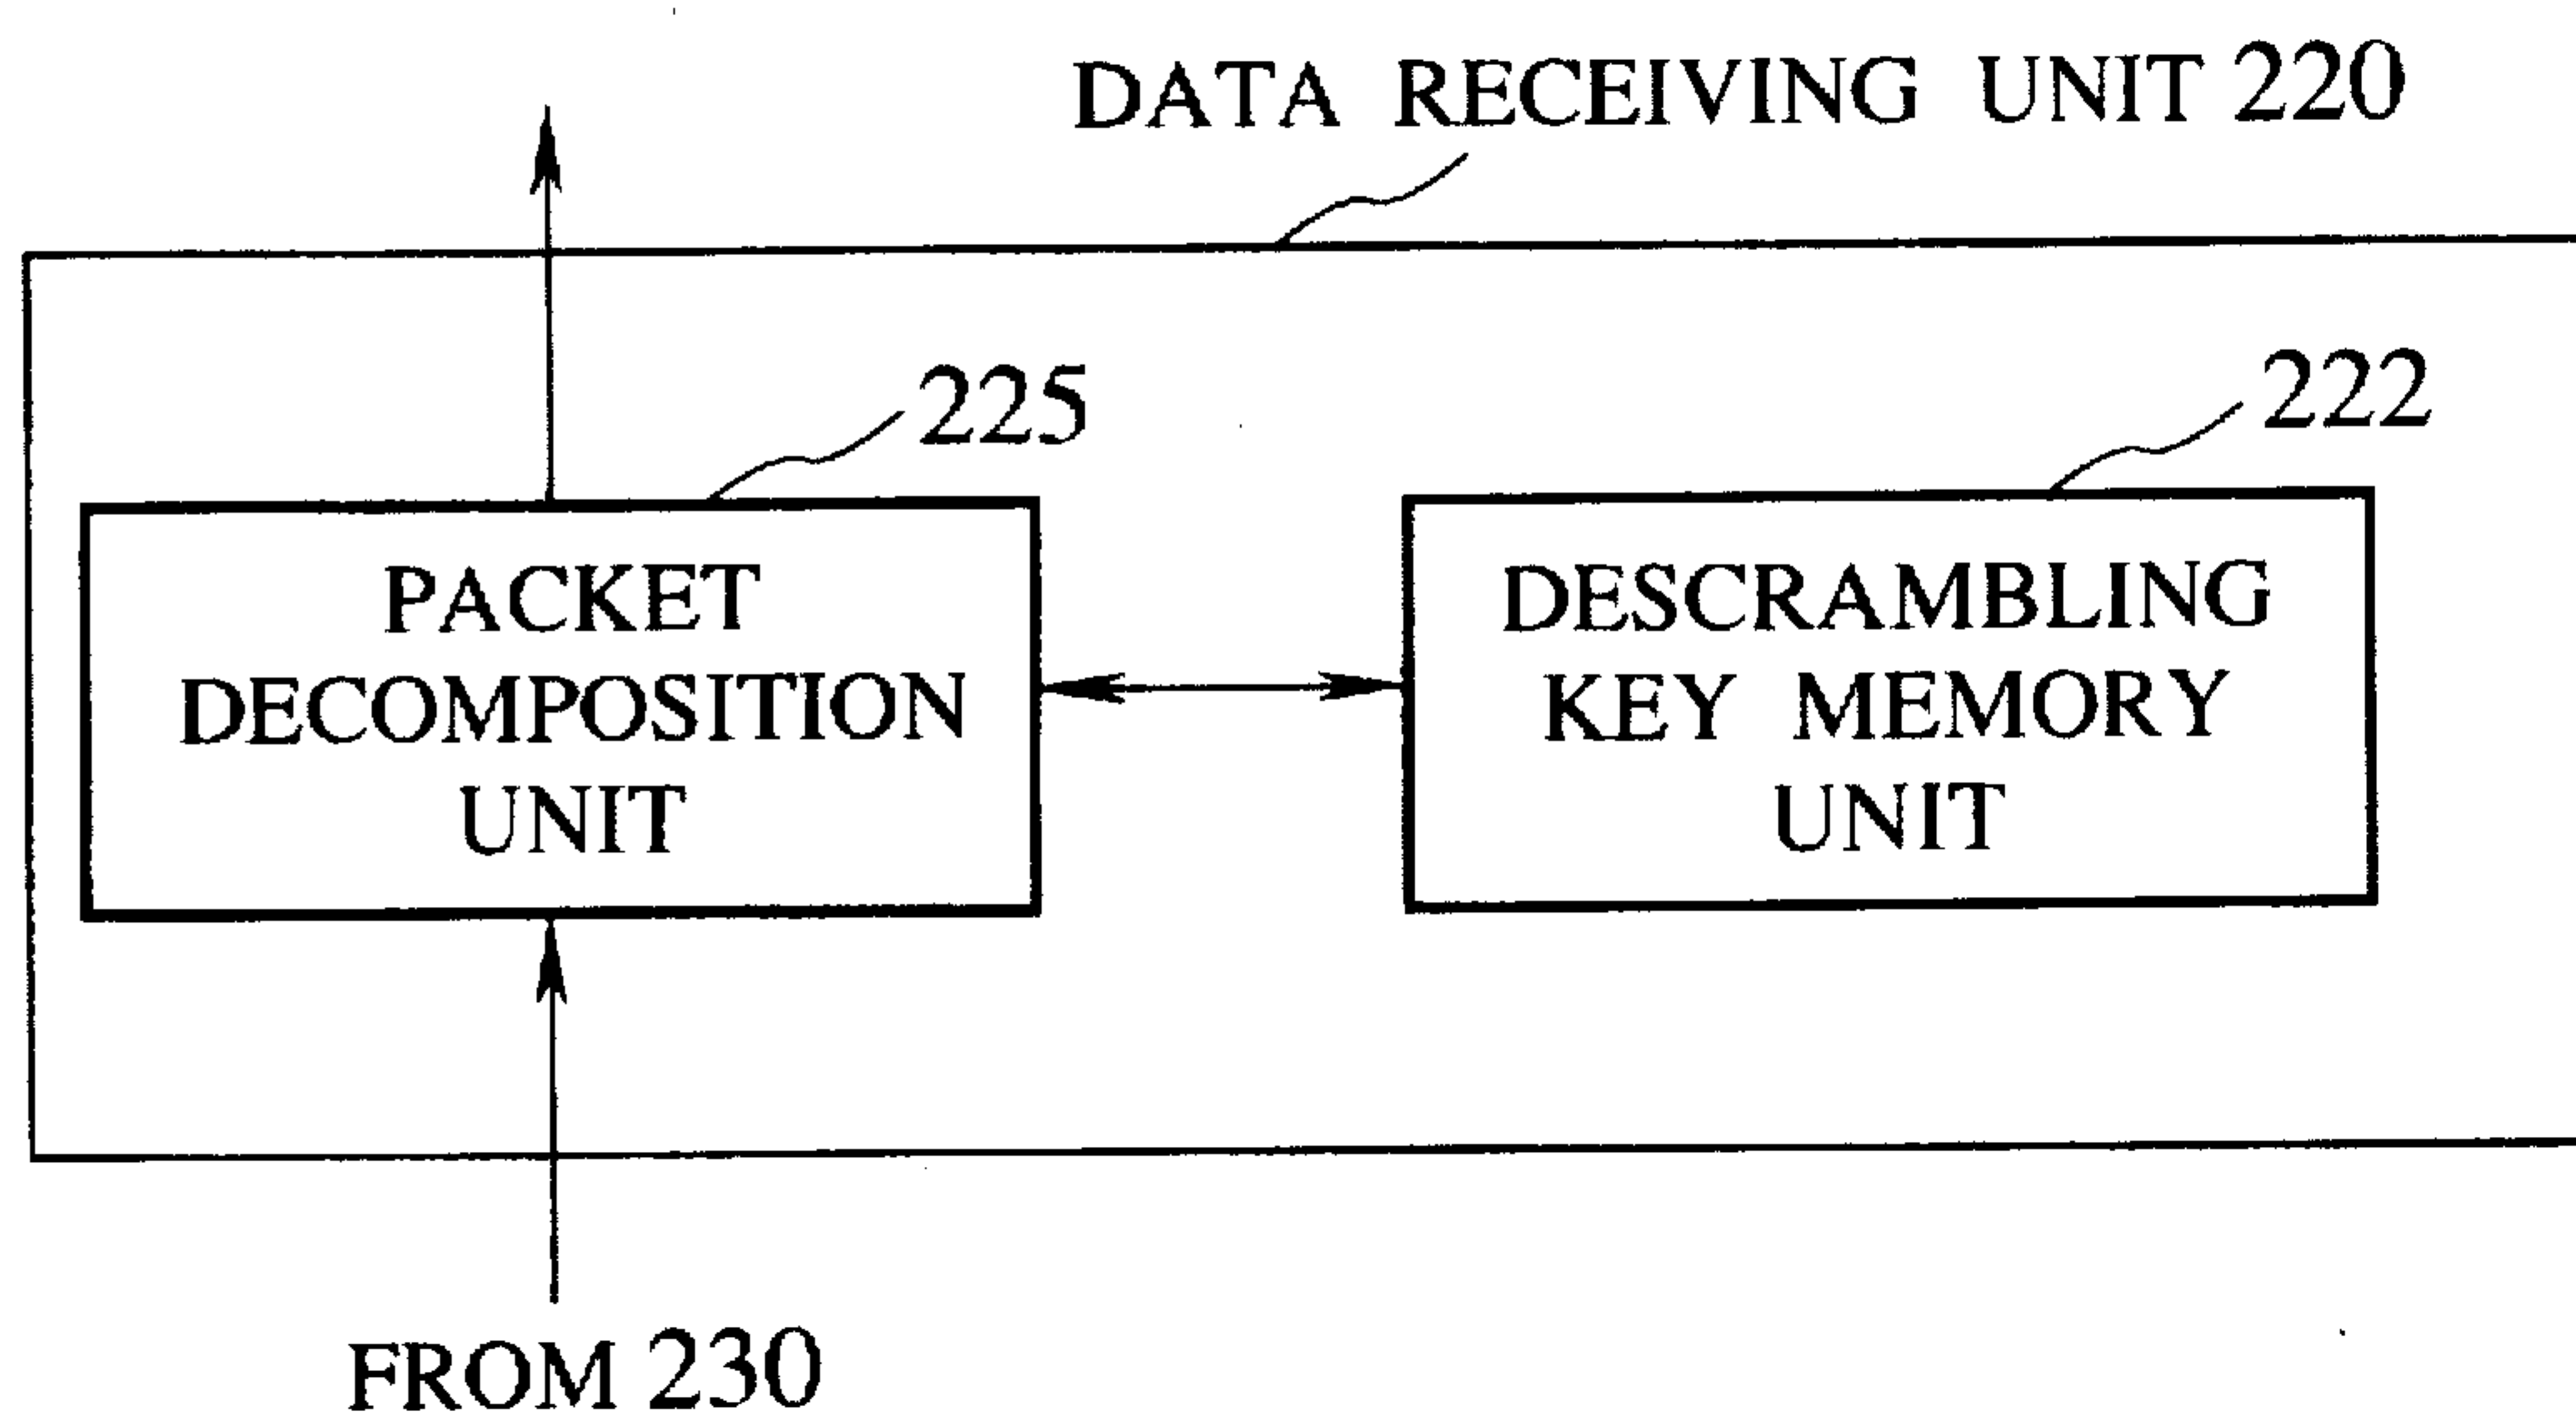 DATA RECEIVING UNIT 220
225
222
PACKET
DECOMPOSITION
UNIT
DESCRAMBLING
KEY MEMORY
UNIT
FROM 230